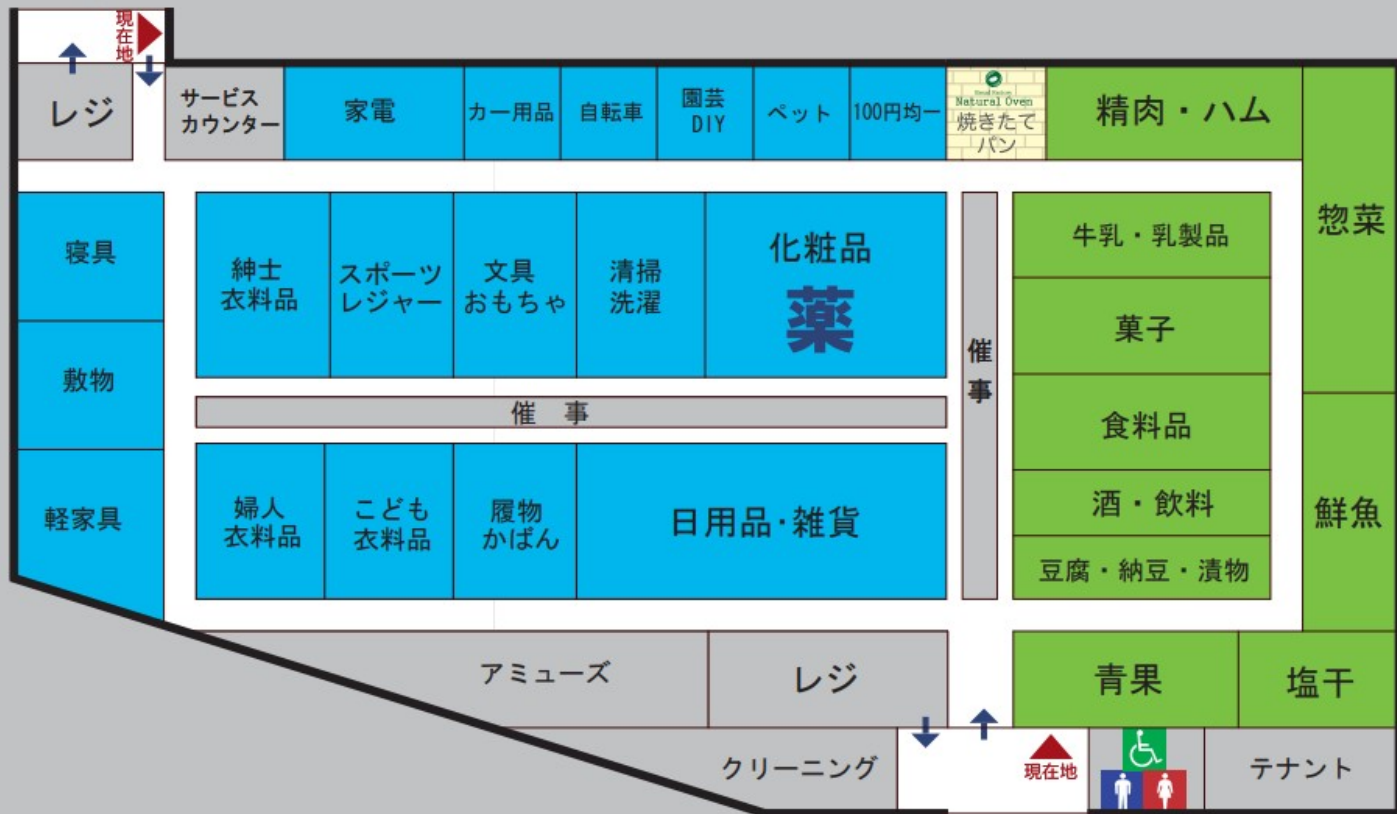 現在地
レジ
サービス
カウンター
家電
カー用品
自転車
園芸
DIY
ペット
100円均一
Natural Oven
焼きたて
パン
精肉・ハム
惣菜
寝具
敷物
軽家具
紳士
衣料品
スポーツ
レジャー
文具
おもちゃ
清掃
洗濯
化粧品
薬
催事
牛乳・乳製品
菓子
食料品
酒・飲料
豆腐・納豆・漬物
鮮魚
催 事
婦人
衣料品
こども
衣料品
履物
かばん
日用品・雑貨
アミューズ
レジ
青果
塩干
クリーニング
現在地
テナント